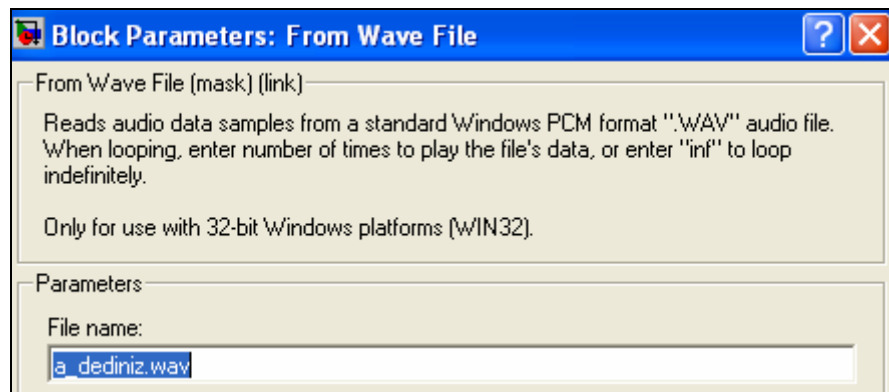 Block Parameters: From Wave File
From Wave File (mask) (link)
Reads audio data samples from a standard Windows PCM format ".WAV" audio file.
When looping, enter number of times to play the file's data, or enter "inf" to loop
indefinitely.
Only for use with 32-bit Windows platforms (WIN32).
Parameters
File name:
a_dediniz.wav